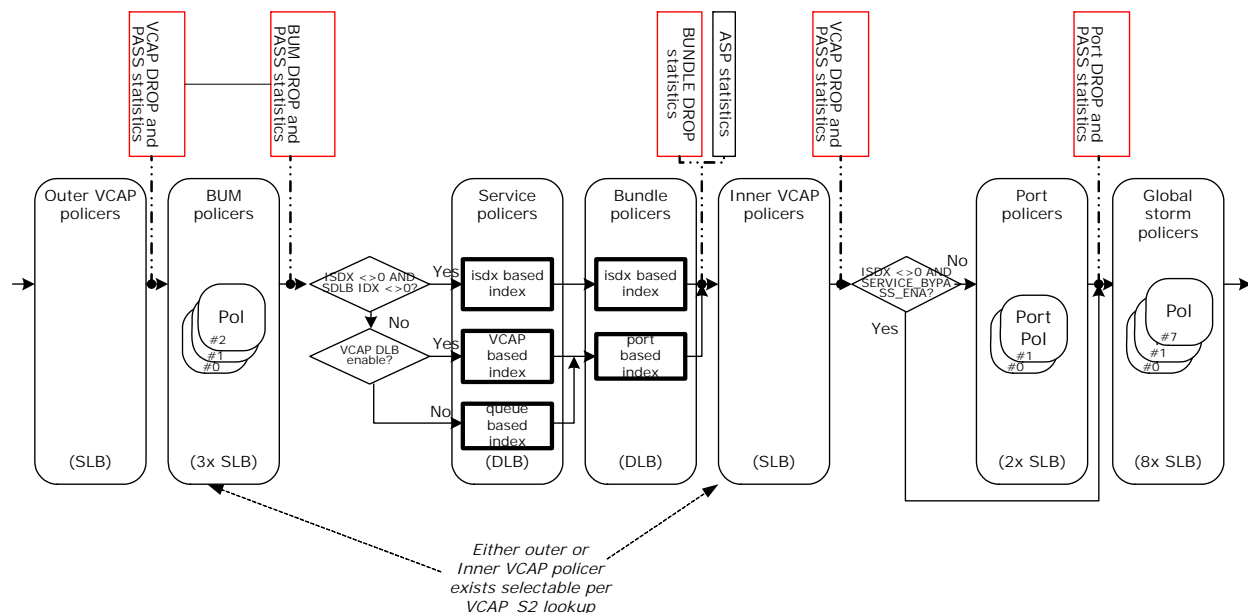 VCAP DROP and
PASS statistics
BUM DROP and
PASS statistics
BUNDLE DROP
statistics
ASP statistics
VCAP DROP and
PASS statistics
Port DROP and
PASS statistics
Outer VCAP
policers
(SLB)
BUM
policers
Pol
#2
#1
#0
(3x SLB)
ISDX <>0 AND
SDLB IDX <>0?
Yes
No
VCAP DLB
enable?
Yes
No
Service
policers
isdx based
index
VCAP
based
index
queue
based
index
(DLB)
Bundle
policers
isdx based
index
port
based
index
(DLB)
Inner VCAP
policers
(SLB)
ISDX <>0 AND
SERVICE_BYPA
SS_ENA?
No
Yes
Port
policers
Port
Pol
#1
#0
(2x SLB)
Global
storm
policers
Pol
#7
#1
#0
(8x SLB)
Either outer or
Inner VCAP policer
exists selectable per
VCAP_S2 lookup